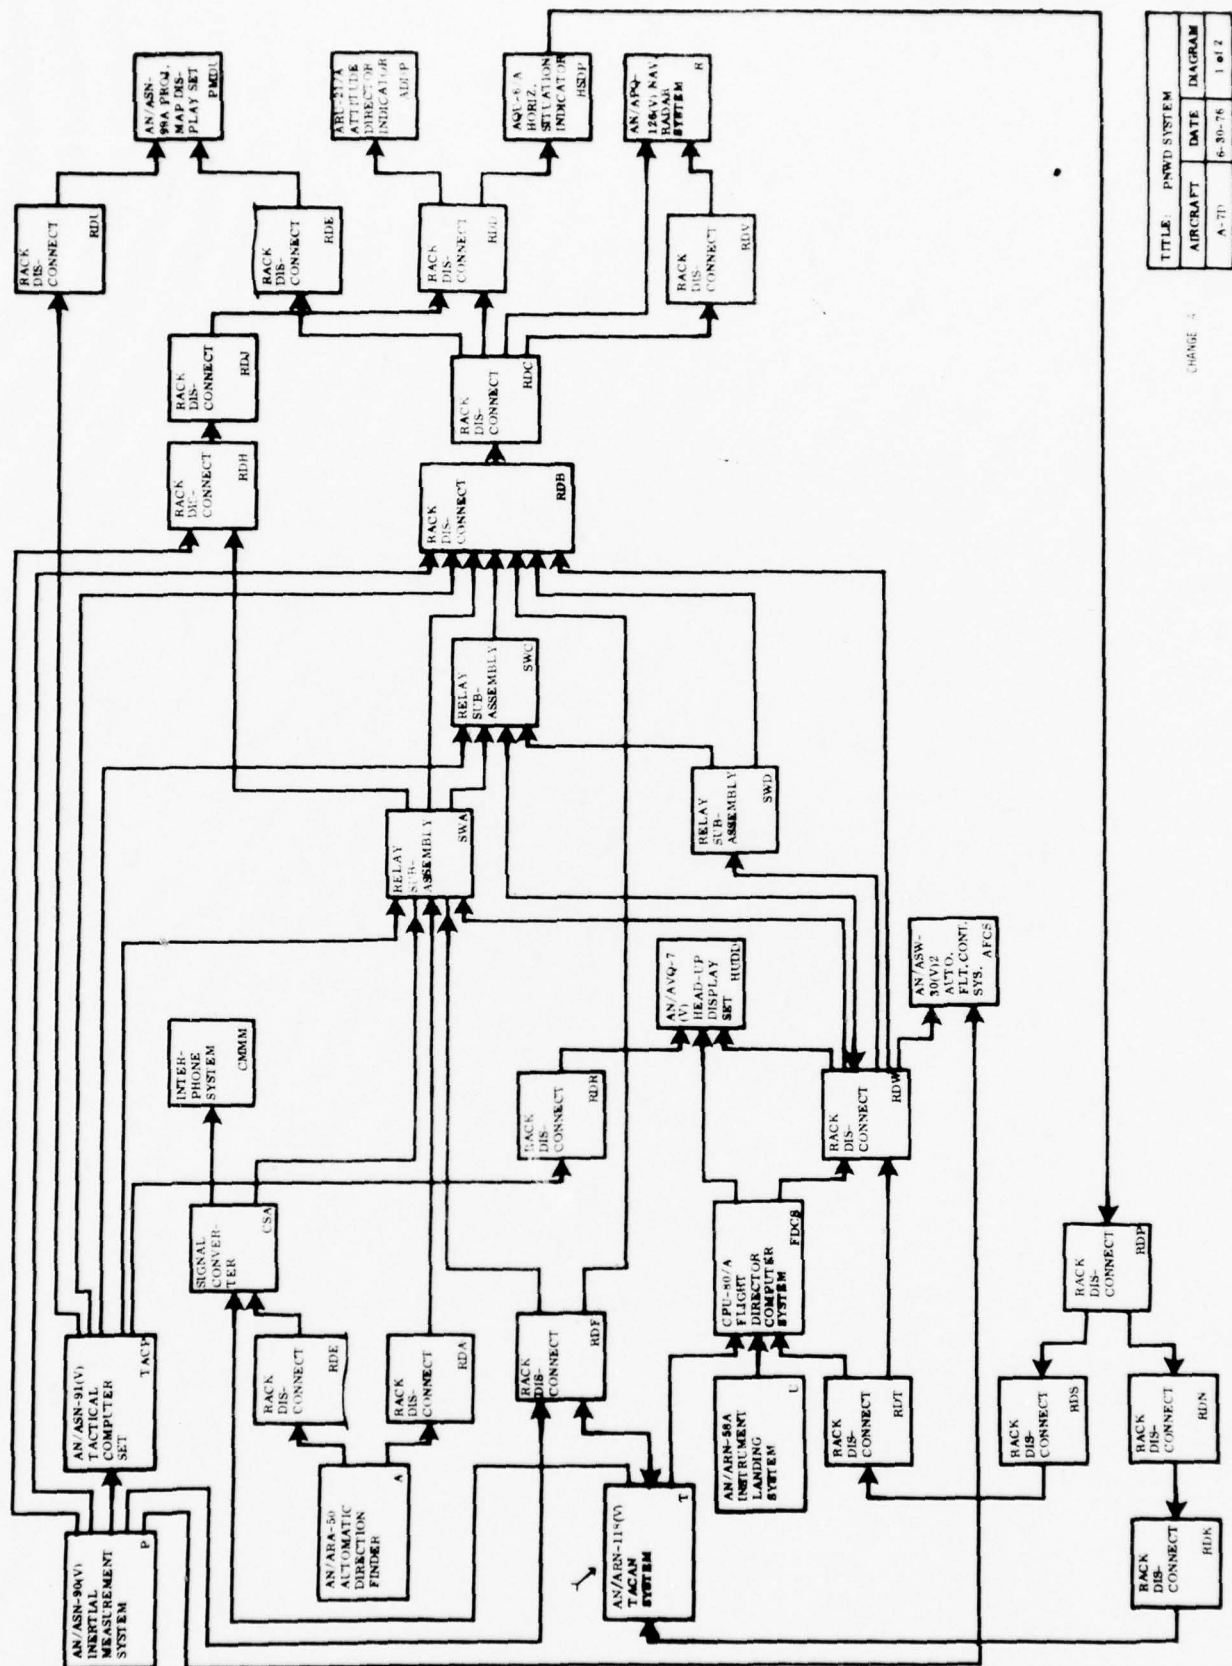 AN/ASN-90(V)
INERTIAL
MEASUREMENT
SYSTEM
P
AN/ASN-91(V)
TACTICAL
COMPUTER
SET
TACP
AN/ARA-50
AUTOMATIC
DIRECTION
FINDER
A
RACK
DIS-
CONNECT
RDE
RACK
DIS-
CONNECT
RDA
SIGNAL
CONVER-
TER
CSA
INTER-
PHONE
SYSTEM
CMMM
AN/ARN-118(V)
TACAN
SYSTEM
T
RACK
DIS-
CONNECT
RDF
AN/ARN-58A
INSTRUMENT
LANDING
SYSTEM
U
CPU-80/A
FLIGHT
DIRECTOR
COMPUTER
SYSTEM
FDCS
RACK
DIS-
CONNECT
RDT
RACK
DIS-
CONNECT
RDR
RACK
DIS-
CONNECT
RDW
AN/AVQ-7
(V)
HEAD-UP
DISPLAY
SET
HUDD
AN/ASW-
30(V)2
AUTO.
FLT. CONT.
SYS.
AFCS
RELAY
SUB-
ASSEMBLY
SWA
RELAY
SUB-
ASSEMBLY
SWC
RELAY
SUB-
ASSEMBLY
SWD
RACK
DIS-
CONNECT
RDH
RACK
DIS-
CONNECT
RDJ
RACK
DIS-
CONNECT
RDB
RACK
DIS-
CONNECT
RDC
RACK
DIS-
CONNECT
RDU
RACK
DIS-
CONNECT
RDE
RACK
DIS-
CONNECT
RDD
RACK
DIS-
CONNECT
RDV
AN/ASN-
99A PROJ.
MAP DIS-
PLAY SET
PMDU
ARU-21/A
ATTITUDE
DIRECTOR
INDICATOR
ADDP
AQU-6/A
HORIZ.
SITUATION
INDICATOR
HSDP
AN/APQ-
126(V) NAV
RADAR
SYSTEM
R
RACK
DIS-
CONNECT
RDP
RACK
DIS-
CONNECT
RDS
RACK
DIS-
CONNECT
RDN
RACK
DIS-
CONNECT
RDK
CHANGE 4
TITLE: PNWD SYSTEM
AIRCRAFT DATE DIAGRAM
A-7D 6-30-76 1 of 2